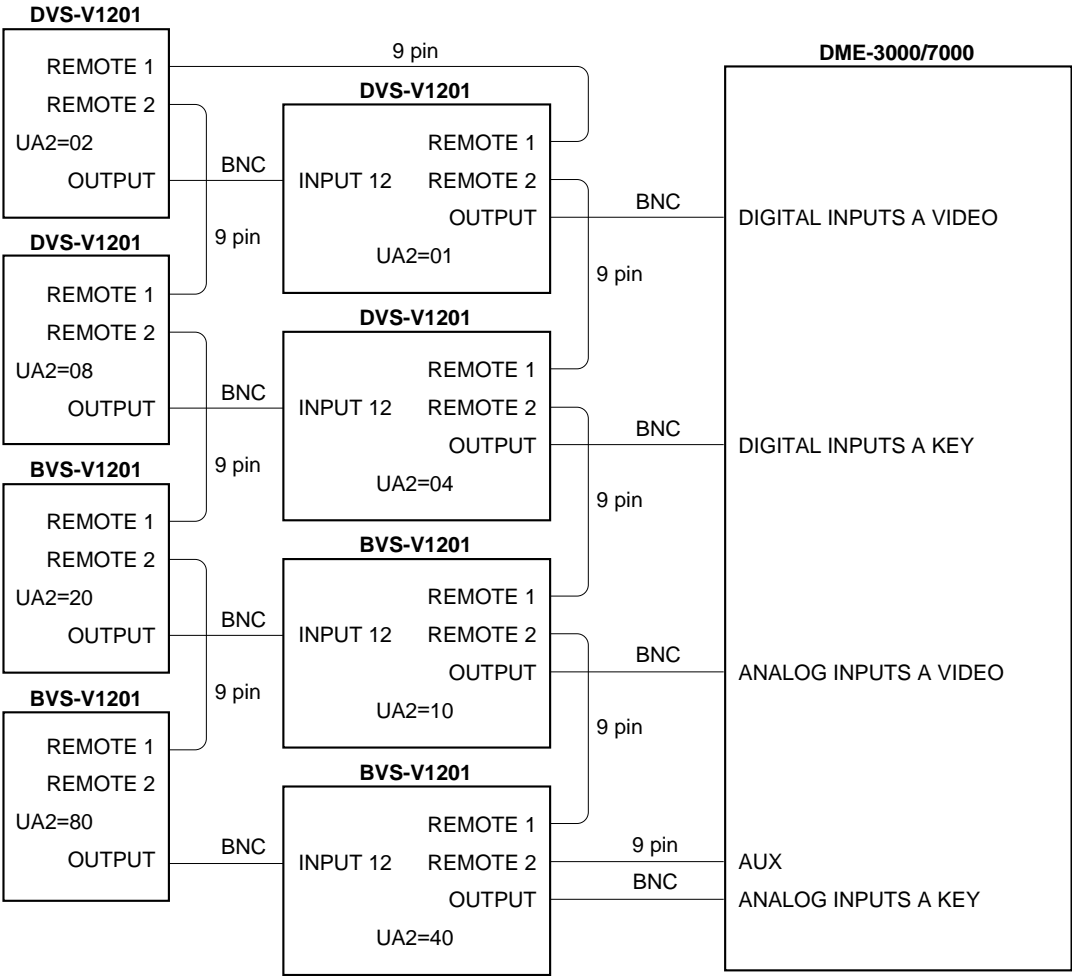 DVS-V1201
REMOTE 1
REMOTE 2
UA2=02
OUTPUT
9 pin
BNC
DVS-V1201
REMOTE 1
INPUT 12
REMOTE 2
OUTPUT
UA2=01
BNC
DME-3000/7000
DIGITAL INPUTS A VIDEO
9 pin
9 pin
DVS-V1201
REMOTE 1
REMOTE 2
UA2=08
OUTPUT
BNC
DVS-V1201
REMOTE 1
INPUT 12
REMOTE 2
OUTPUT
UA2=04
BNC
DIGITAL INPUTS A KEY
9 pin
9 pin
BVS-V1201
REMOTE 1
REMOTE 2
UA2=20
OUTPUT
BNC
BVS-V1201
REMOTE 1
INPUT 12
REMOTE 2
OUTPUT
UA2=10
BNC
ANALOG INPUTS A VIDEO
9 pin
9 pin
BVS-V1201
REMOTE 1
REMOTE 2
UA2=80
OUTPUT
BNC
BVS-V1201
REMOTE 1
INPUT 12
REMOTE 2
OUTPUT
UA2=40
9 pin
AUX
BNC
ANALOG INPUTS A KEY